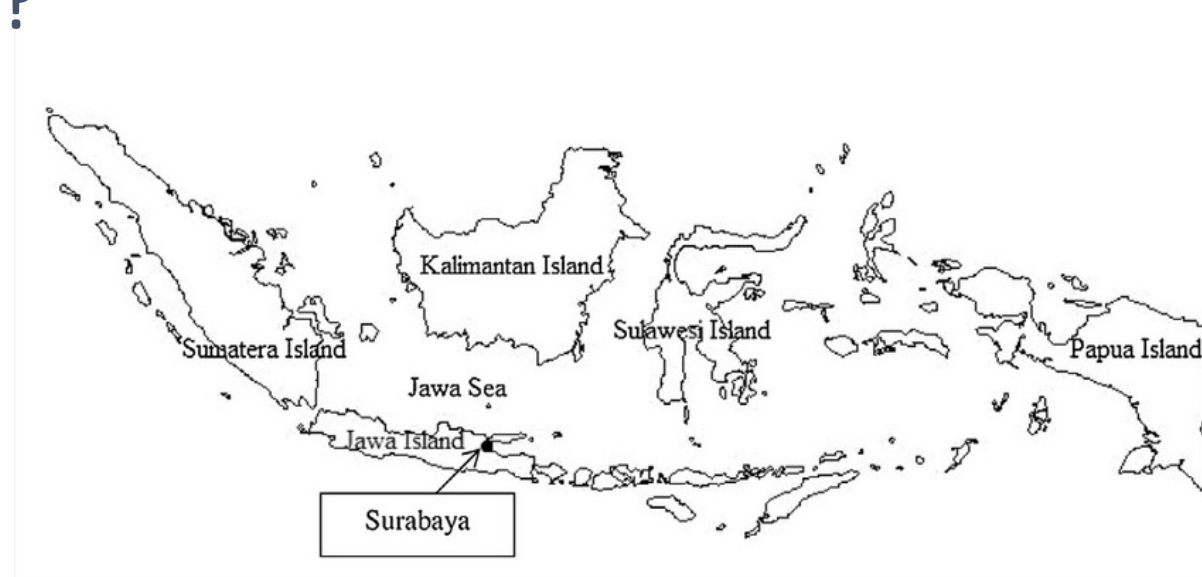 ?
Kalimantan Island
Sulawesi Island
Sumatera Island
Papua Island
Jawa Sea
Jawa Island
Surabaya